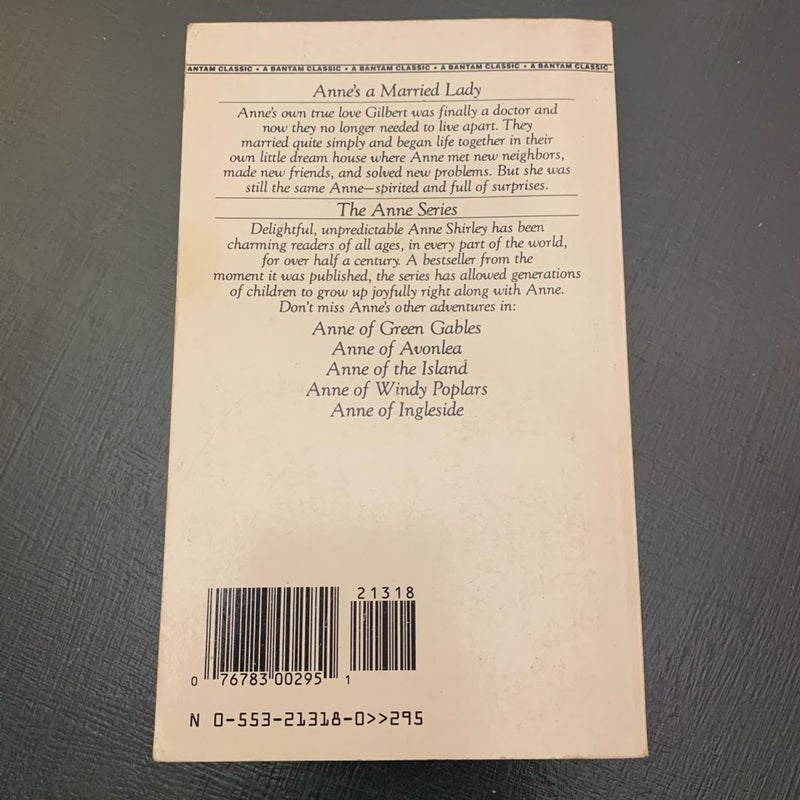 ANTAM CLASSIC • A BANTAM CLASSIC • A BANTAM CLASSIC • A BANTAM CLASSIC • A BANTAM CLASSIC
Anne's a Married Lady
Anne's own true love Gilbert was finally a doctor and
now they no longer needed to live apart. They
married quite simply and began life together in their
own little dream house where Anne met new neighbors,
made new friends, and solved new problems. But she was
still the same Anne—spirited and full of surprises.
The Anne Series
Delightful, unpredictable Anne Shirley has been
charming readers of all ages, in every part of the world,
for over half a century. A bestseller from the
moment it was published, the series has allowed generations
of children to grow up joyfully right along with Anne.
Don't miss Anne's other adventures in:
Anne of Green Gables
Anne of Avonlea
Anne of the Island
Anne of Windy Poplars
Anne of Ingleside
21318
0 76783 00295 1
N 0-553-21318-0>>295